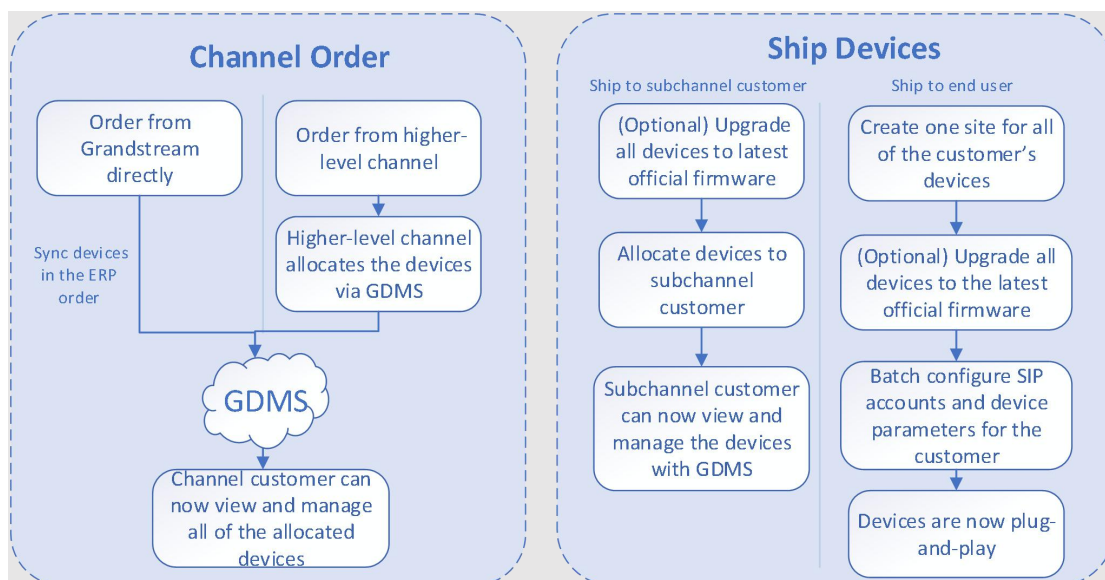 Channel Order
Order from
Grandstream
directly
Order from higher-
level channel
Sync devices
in the ERP
order
Higher-level channel
allocates the devices
via GDMS
GDMS
Channel customer can
now view and manage
all of the allocated
devices
Ship Devices
Ship to subchannel customer
(Optional) Upgrade
all devices to latest
official firmware
Allocate devices to
subchannel
customer
Subchannel customer
can now view and
manage the devices
with GDMS
Ship to end user
Create one site for all
of the customer’s
devices
(Optional) Upgrade all
devices to the latest
official firmware
Batch configure SIP
accounts and device
parameters for the
customer
Devices are now plug-
and-play